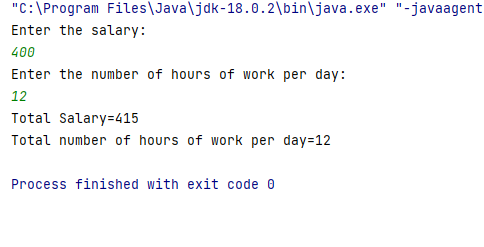 "C:\Program Files\Java\jdk-18.0.2\bin\java.exe" "-javaagent
Enter the salary:
400
Enter the number of hours of work per day:
12
Total Salary=415
Total number of hours of work per day=12
Process finished with exit code 0